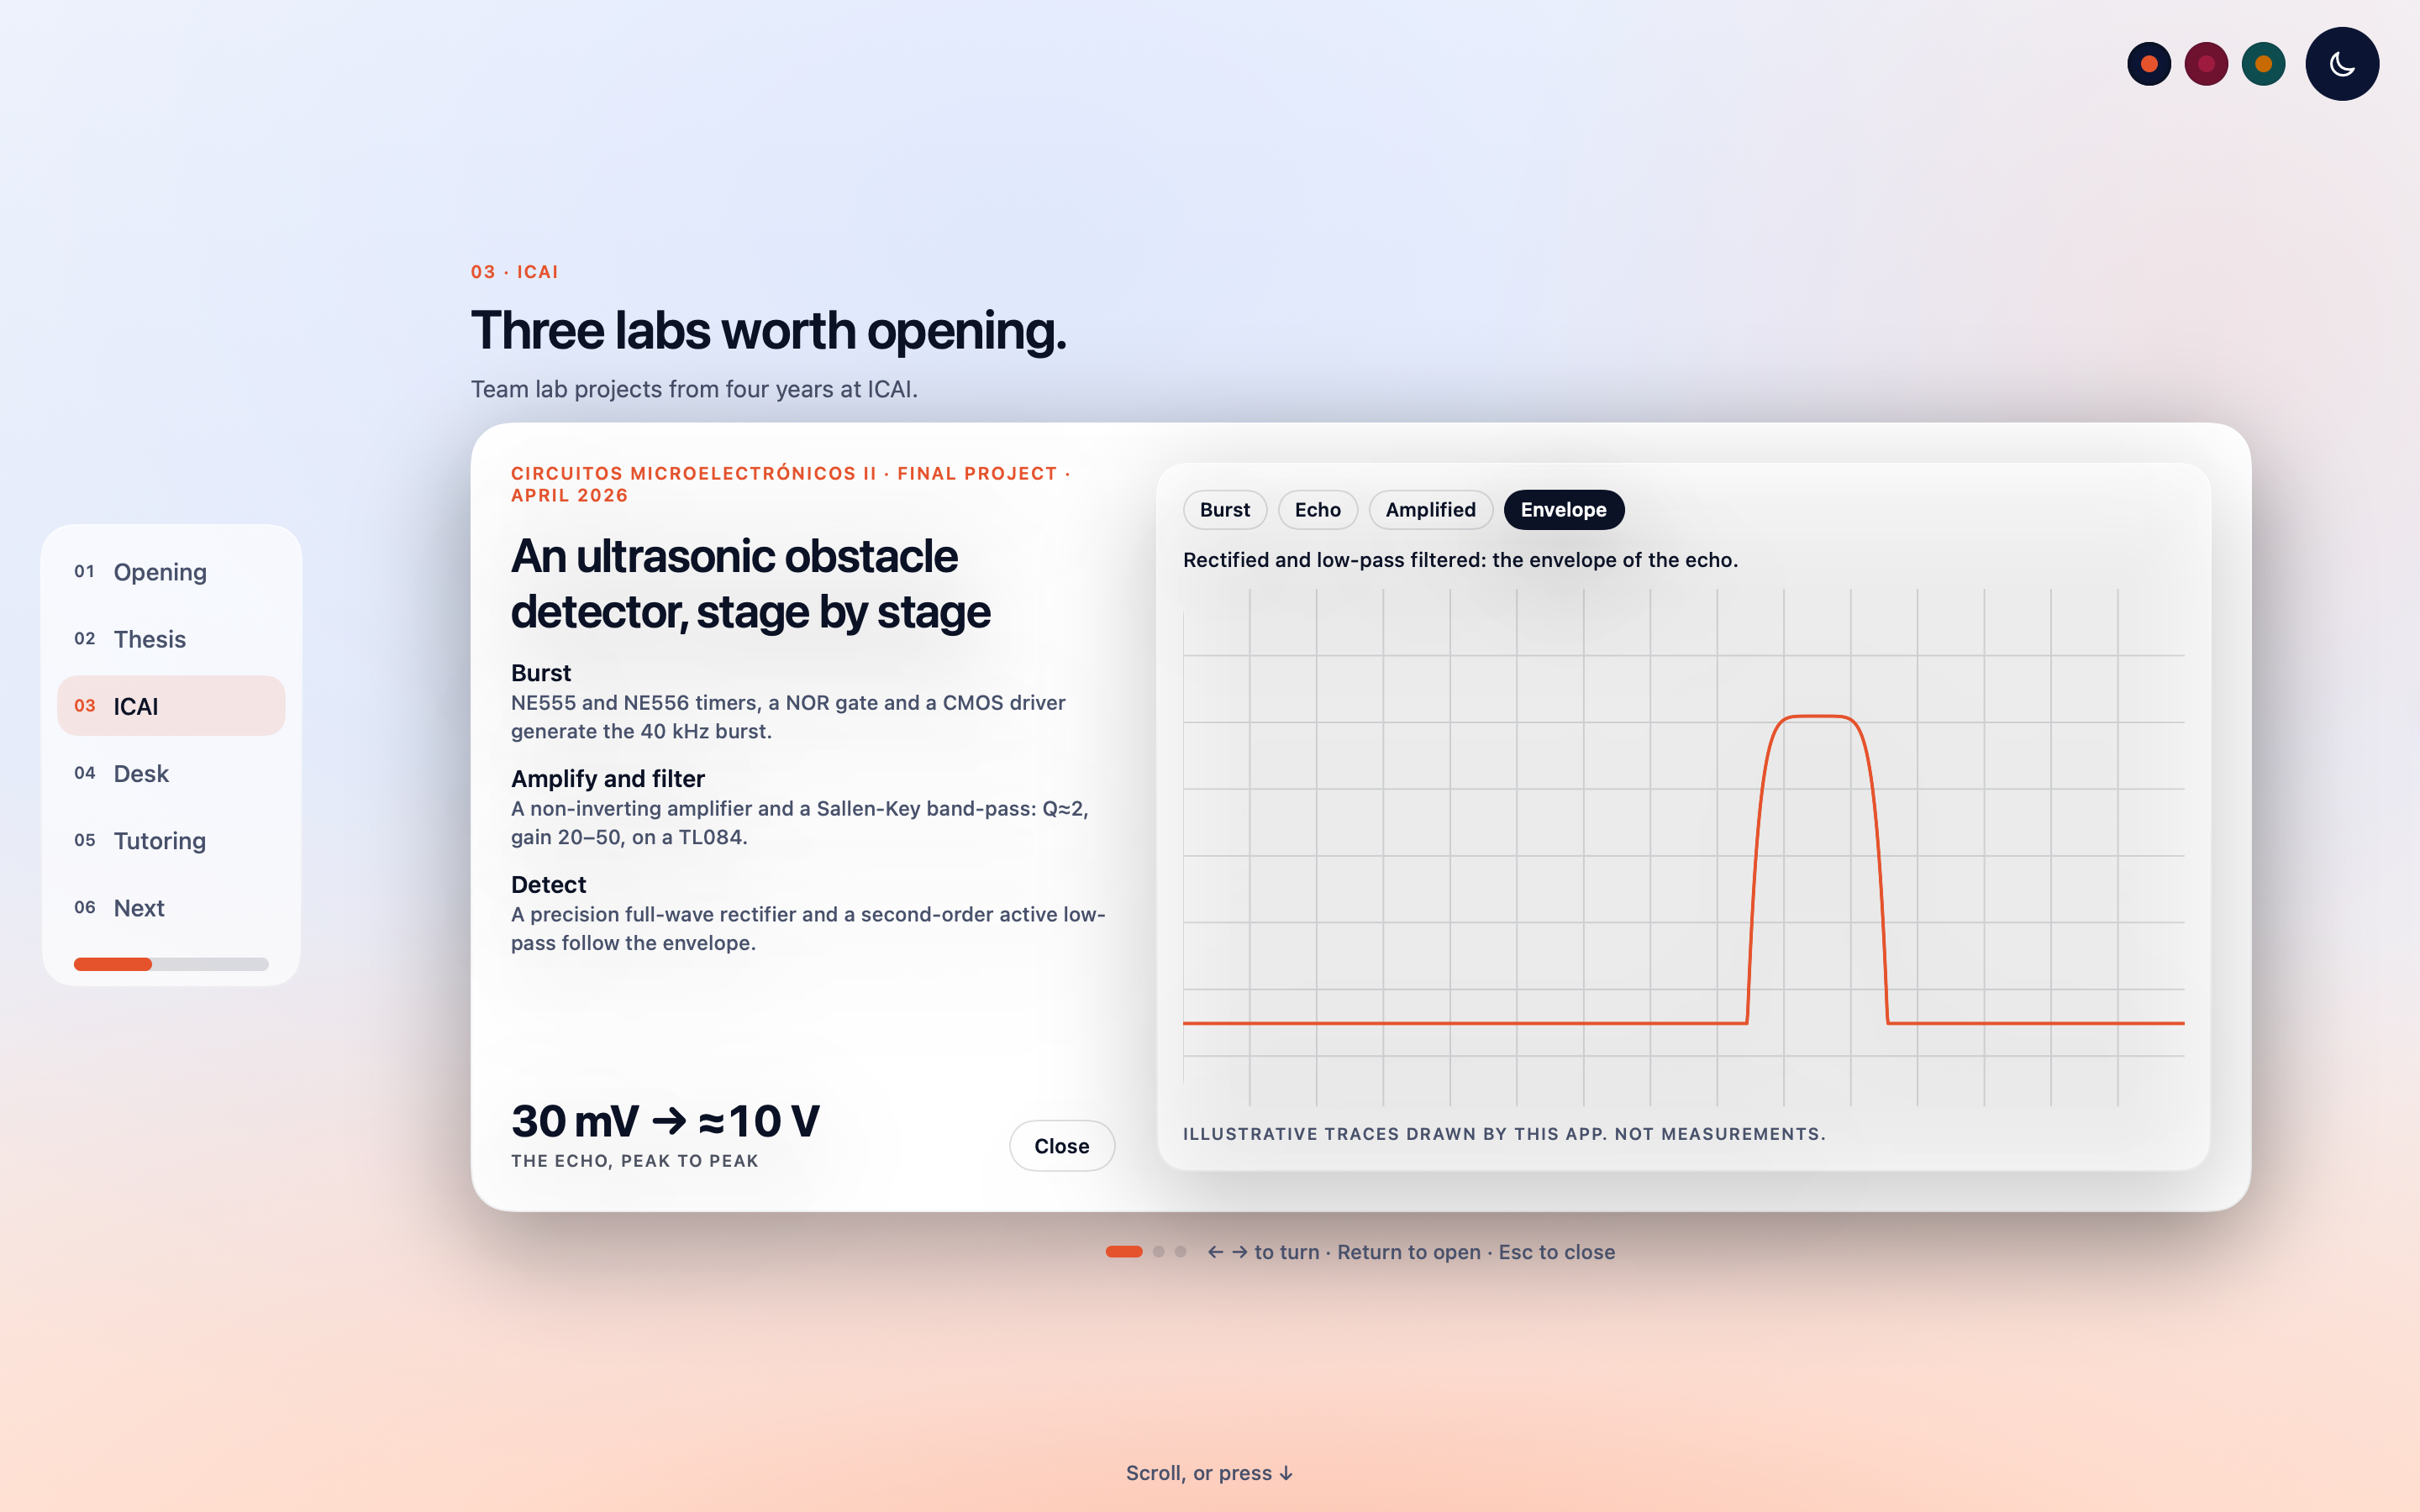 03 · ICAI
Three labs worth opening.
Team lab projects from four years at ICAI.
01 Opening
02 Thesis
03 ICAI
04 Desk
05 Tutoring
06 Next
CIRCUITOS MICROELECTRÓNICOS II · FINAL PROJECT ·
APRIL 2026
An ultrasonic obstacle
detector, stage by stage
Burst
NE555 and NE556 timers, a NOR gate and a CMOS driver
generate the 40 kHz burst.
Amplify and filter
A non-inverting amplifier and a Sallen-Key band-pass: Q≈2,
gain 20–50, on a TL084.
Detect
A precision full-wave rectifier and a second-order active low-
pass follow the envelope.
30 mV → ≈10 V
THE ECHO, PEAK TO PEAK
Close
Burst Echo Amplified Envelope
Rectified and low-pass filtered: the envelope of the echo.
ILLUSTRATIVE TRACES DRAWN BY THIS APP. NOT MEASUREMENTS.
← → to turn · Return to open · Esc to close
Scroll, or press ↓